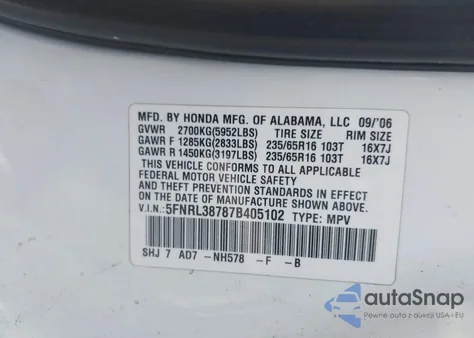 MFD. BY HONDA MFG. OF ALABAMA, LLC 09/'06
GVWR 2700KG(5952LBS) TIRE SIZE RIM SIZE
GAWR F 1285KG(2833LBS) 235/65R16 103T 16X7J
GAWR R 1450KG(3197LBS) 235/65R16 103T 16X7J
THIS VEHICLE CONFORMS TO ALL APPLICABLE
FEDERAL MOTOR VEHICLE SAFETY
AND THEFT PREVENTION STANDARDS IN EFFECT
ON THE DATE OF MANUFACTURE SHOWN ABOVE.
V.I.N.: 5FNRL38787B405102 TYPE: MPV
SHJ 7 AD7 -NH578 -F -B
autoSnap
Pewne auto z okazji USA i EU